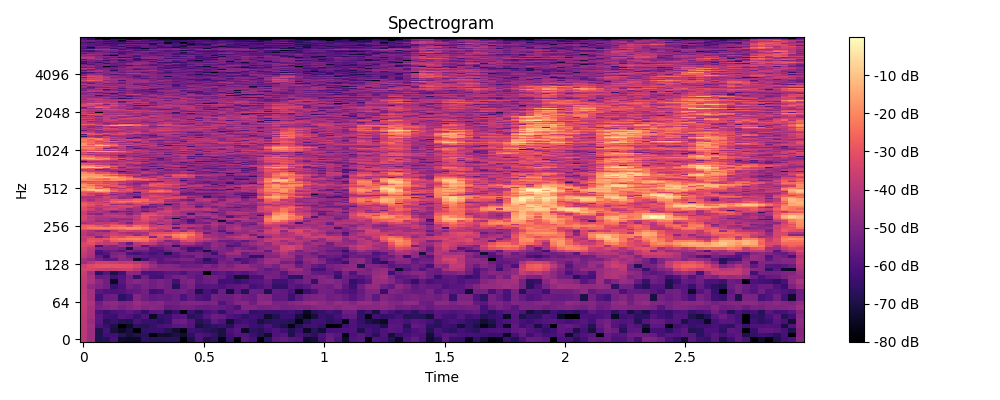 Spectrogram
4096
2048
1024
512
256
128
64
0
Hz
0
0.5
1
1.5
2
2.5
Time
-10 dB
-20 dB
-30 dB
-40 dB
-50 dB
-60 dB
-70 dB
-80 dB